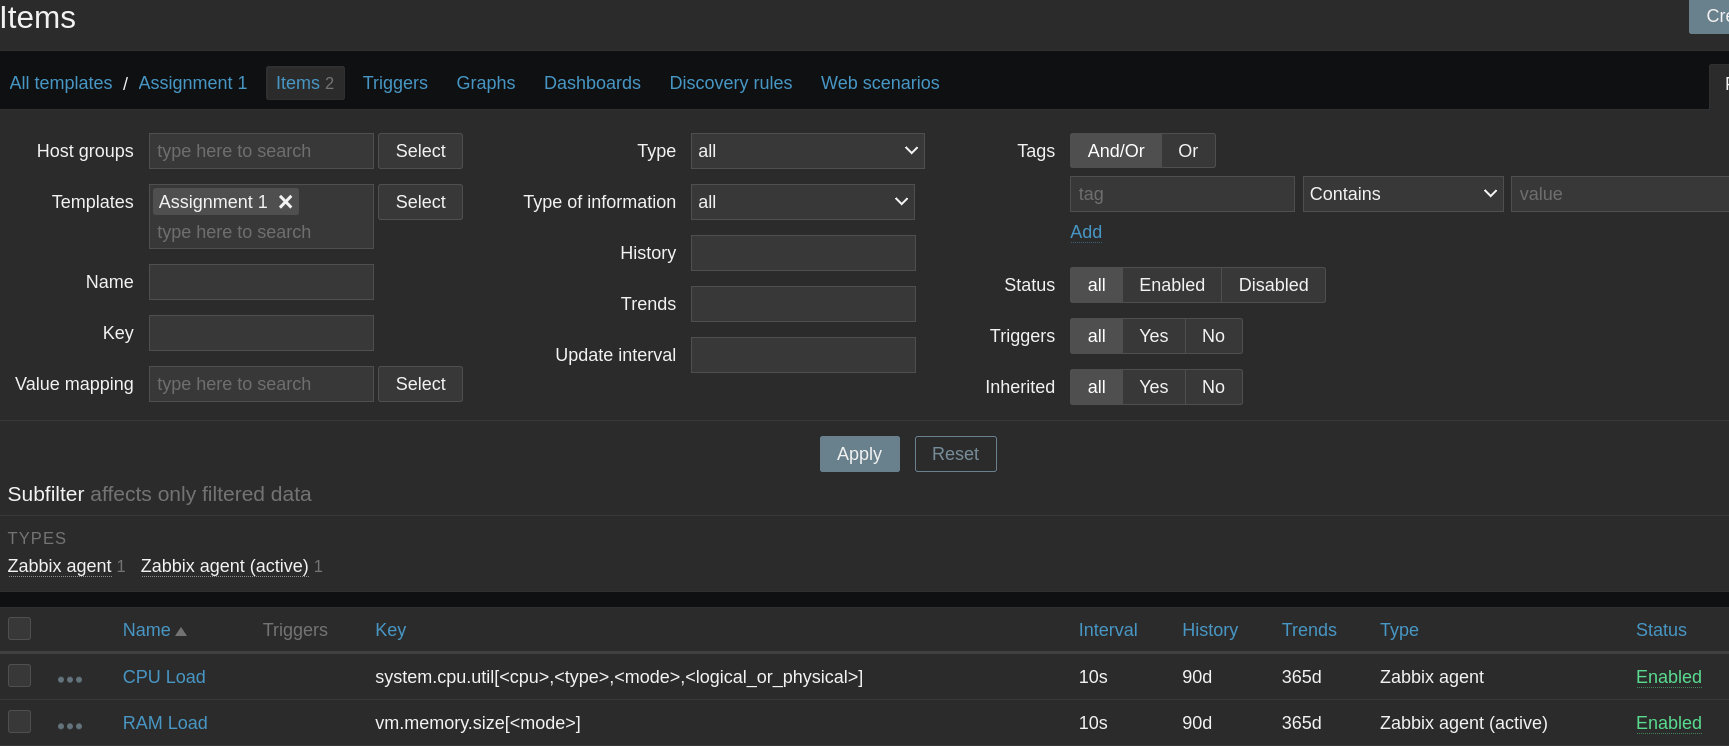 Items
Cre
All templates / Assignment 1 Items 2 Triggers Graphs Dashboards Discovery rules Web scenarios
Host groups type here to search Select Type all Tags And/Or Or
tag Contains value
Templates Assignment 1 Select Type of information all
type here to search Add
Name History Status all Enabled Disabled
Key Trends Triggers all Yes No
Value mapping type here to search Select Update interval Inherited all Yes No
Apply Reset
Subfilter affects only filtered data
TYPES
Zabbix agent 1 Zabbix agent (active) 1
Name Triggers Key Interval History Trends Type Status
CPU Load system.cpu.util[<cpu>,<type>,<mode>,<logical_or_physical>] 10s 90d 365d Zabbix agent Enabled
RAM Load vm.memory.size[<mode>] 10s 90d 365d Zabbix agent (active) Enabled